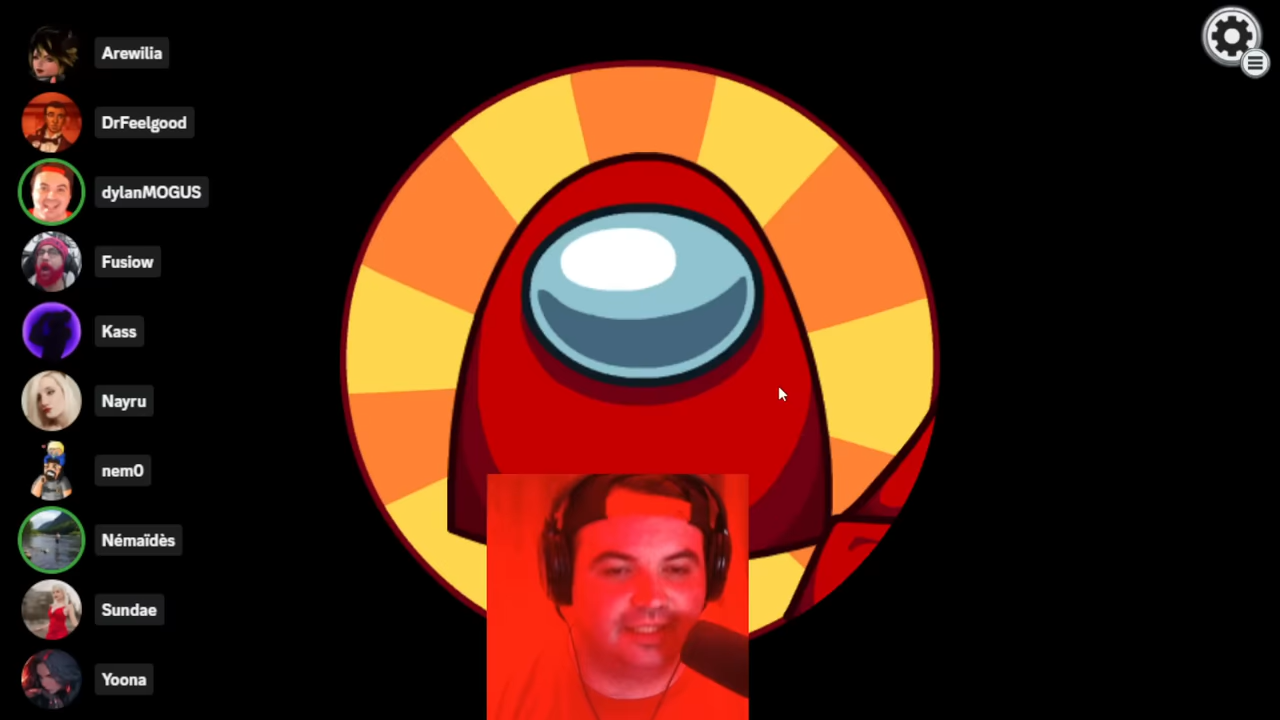 Arewilia
DrFeelgood
dylanMOGUS
Fusiow
Kass
Nayru
nem0
Némaïdès
Sundae
Yoona